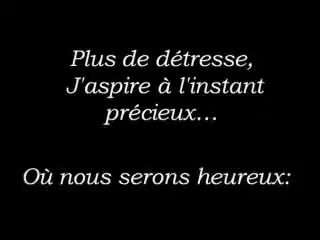 Plus de détresse,
J'aspire à l'instant
précieux...
Où nous serons heureux: